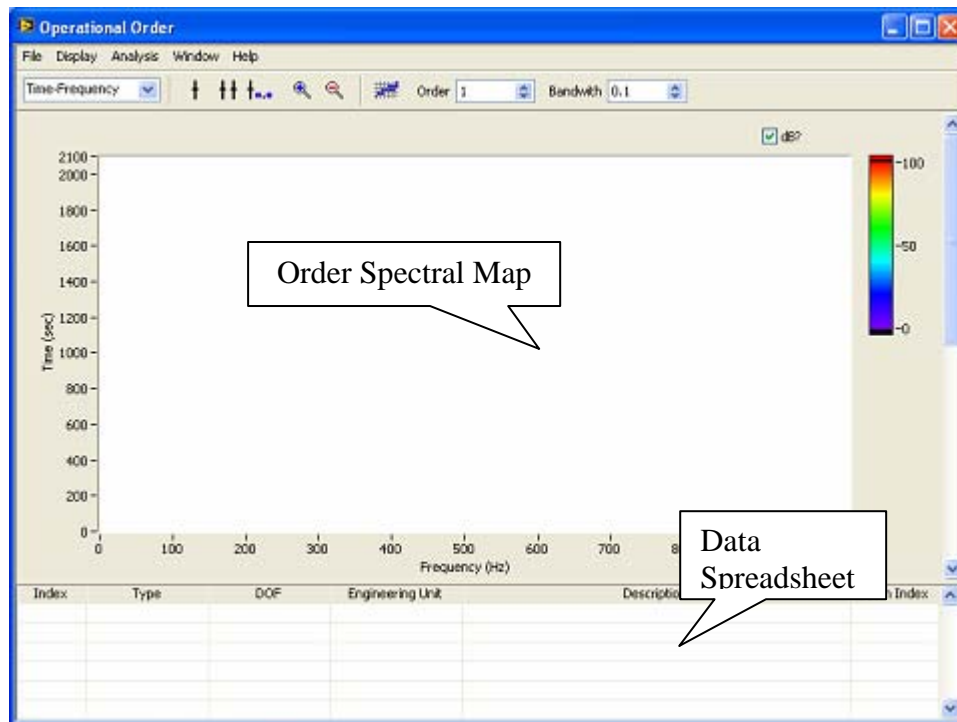 Operational Order
File Display Analysis Window Help
Time-Frequency Order 1 Bandwith 0.1
dB?
2100
2000
1800
1600
1400
1200
1000
800
600
400
200
0
Time (sec)
Order Spectral Map
100
50
0
0 100 200 300 400 500 600 700
Frequency (Hz)
Data
Spreadsheet
Index Type DOF Engineering Unit Index